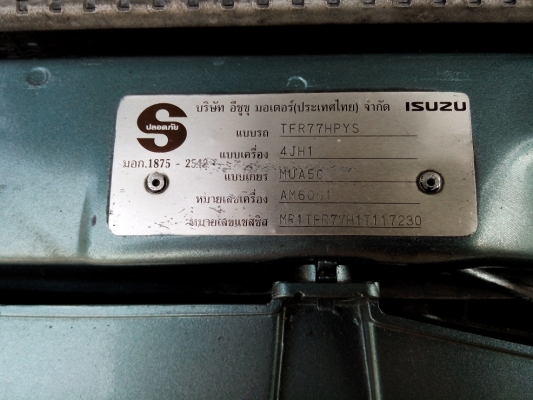 บริษัท อีซูซุ มอเตอร์(ประเทศไทย) จำกัด ISUZU
S ปลอดภัย
แบบรถ TFR77HPYS
แบบเครื่อง 4JH1
มอก.1875 - 2542
แบบเกียร์ MUA5C
หมายเลขเครื่อง
หมายเลขแชสซิส